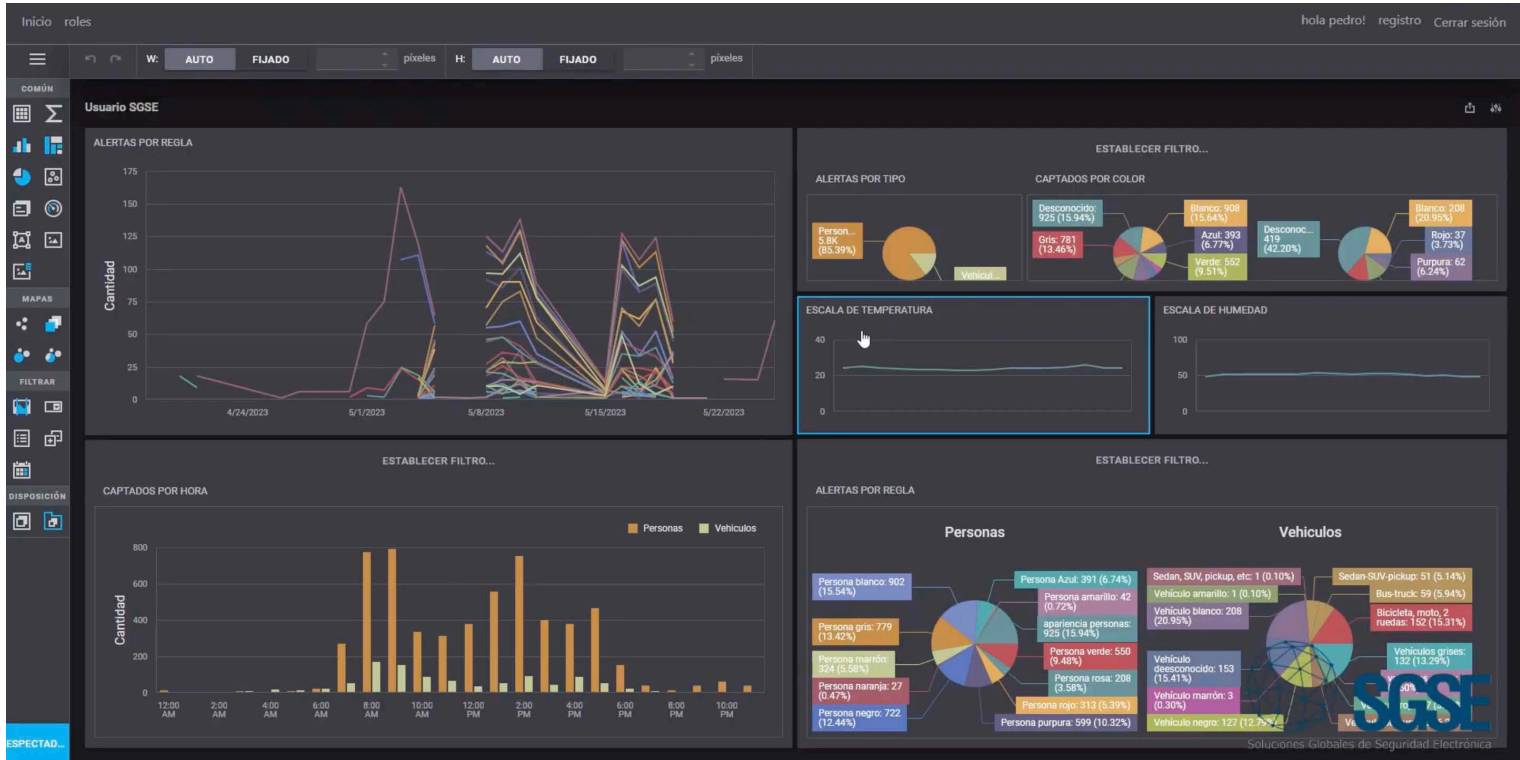 Inicio roles
hola pedro! registro Cerrar sesión
W: AUTO FIJADO píxeles H: AUTO FIJADO píxeles
COMÚN
MAPAS
FILTRAR
DISPOSICIÓN
ESPECTAD...
Usuario SGSE
ALERTAS POR REGLA
Cantidad
175
150
125
100
75
50
25
0
4/24/2023 5/1/2023 5/8/2023 5/15/2023 5/22/2023
ESTABLECER FILTRO...
ALERTAS POR TIPO
Person...
5.8K
(85.39%)
Vehícul...
CAPTADOS POR COLOR
Desconocido:
925 (15.94%)
Gris: 781
(13.46%)
Blanco: 908
(15.64%)
Azul: 393
(6.77%)
Verde: 552
(9.51%)
Desconoc...
419
(42.20%)
Blanco: 208
(20.95%)
Rojo: 37
(3.73%)
Purpura: 62
(6.24%)
ESCALA DE TEMPERATURA
40
20
0
ESCALA DE HUMEDAD
100
50
0
ESTABLECER FILTRO...
CAPTADOS POR HORA
Personas Vehiculos
Cantidad
800
600
400
200
0
12:00 2:00 4:00 6:00 8:00 10:00 12:00 2:00 4:00 6:00 8:00 10:00
AM AM AM AM AM AM PM PM PM PM PM PM
ESTABLECER FILTRO...
ALERTAS POR REGLA
Personas
Persona blanco: 902
(15.54%)
Persona gris: 779
(13.42%)
Persona marrón:
324 (5.58%)
Persona naranja: 27
(0.47%)
Persona negro: 722
(12.44%)
Persona Azul: 391 (6.74%)
Persona amarillo: 42
(0.72%)
apariencia personas:
925 (15.94%)
Persona verde: 550
(9.48%)
Persona rosa: 208
(3.58%)
Persona rojo: 313 (5.39%)
Persona purpura: 599 (10.32%)
Vehiculos
Sedan, SUV, pickup, etc: 1 (0.10%)
Vehículo amarillo: 1 (0.10%)
Vehículo blanco: 208
(20.95%)
Vehículo
deesconocido: 153
(15.41%)
Vehículo marrón: 3
(0.30%)
Vehículo negro: 127 (12.79%)
Sedan-SUV-pickup: 51 (5.14%)
Bus-truck: 59 (5.94%)
Bicicleta, moto, 2
ruedas: 152 (15.31%)
Vehículos grises:
132 (13.29%)
SGSE
Soluciones Globales de Seguridad Electrónica